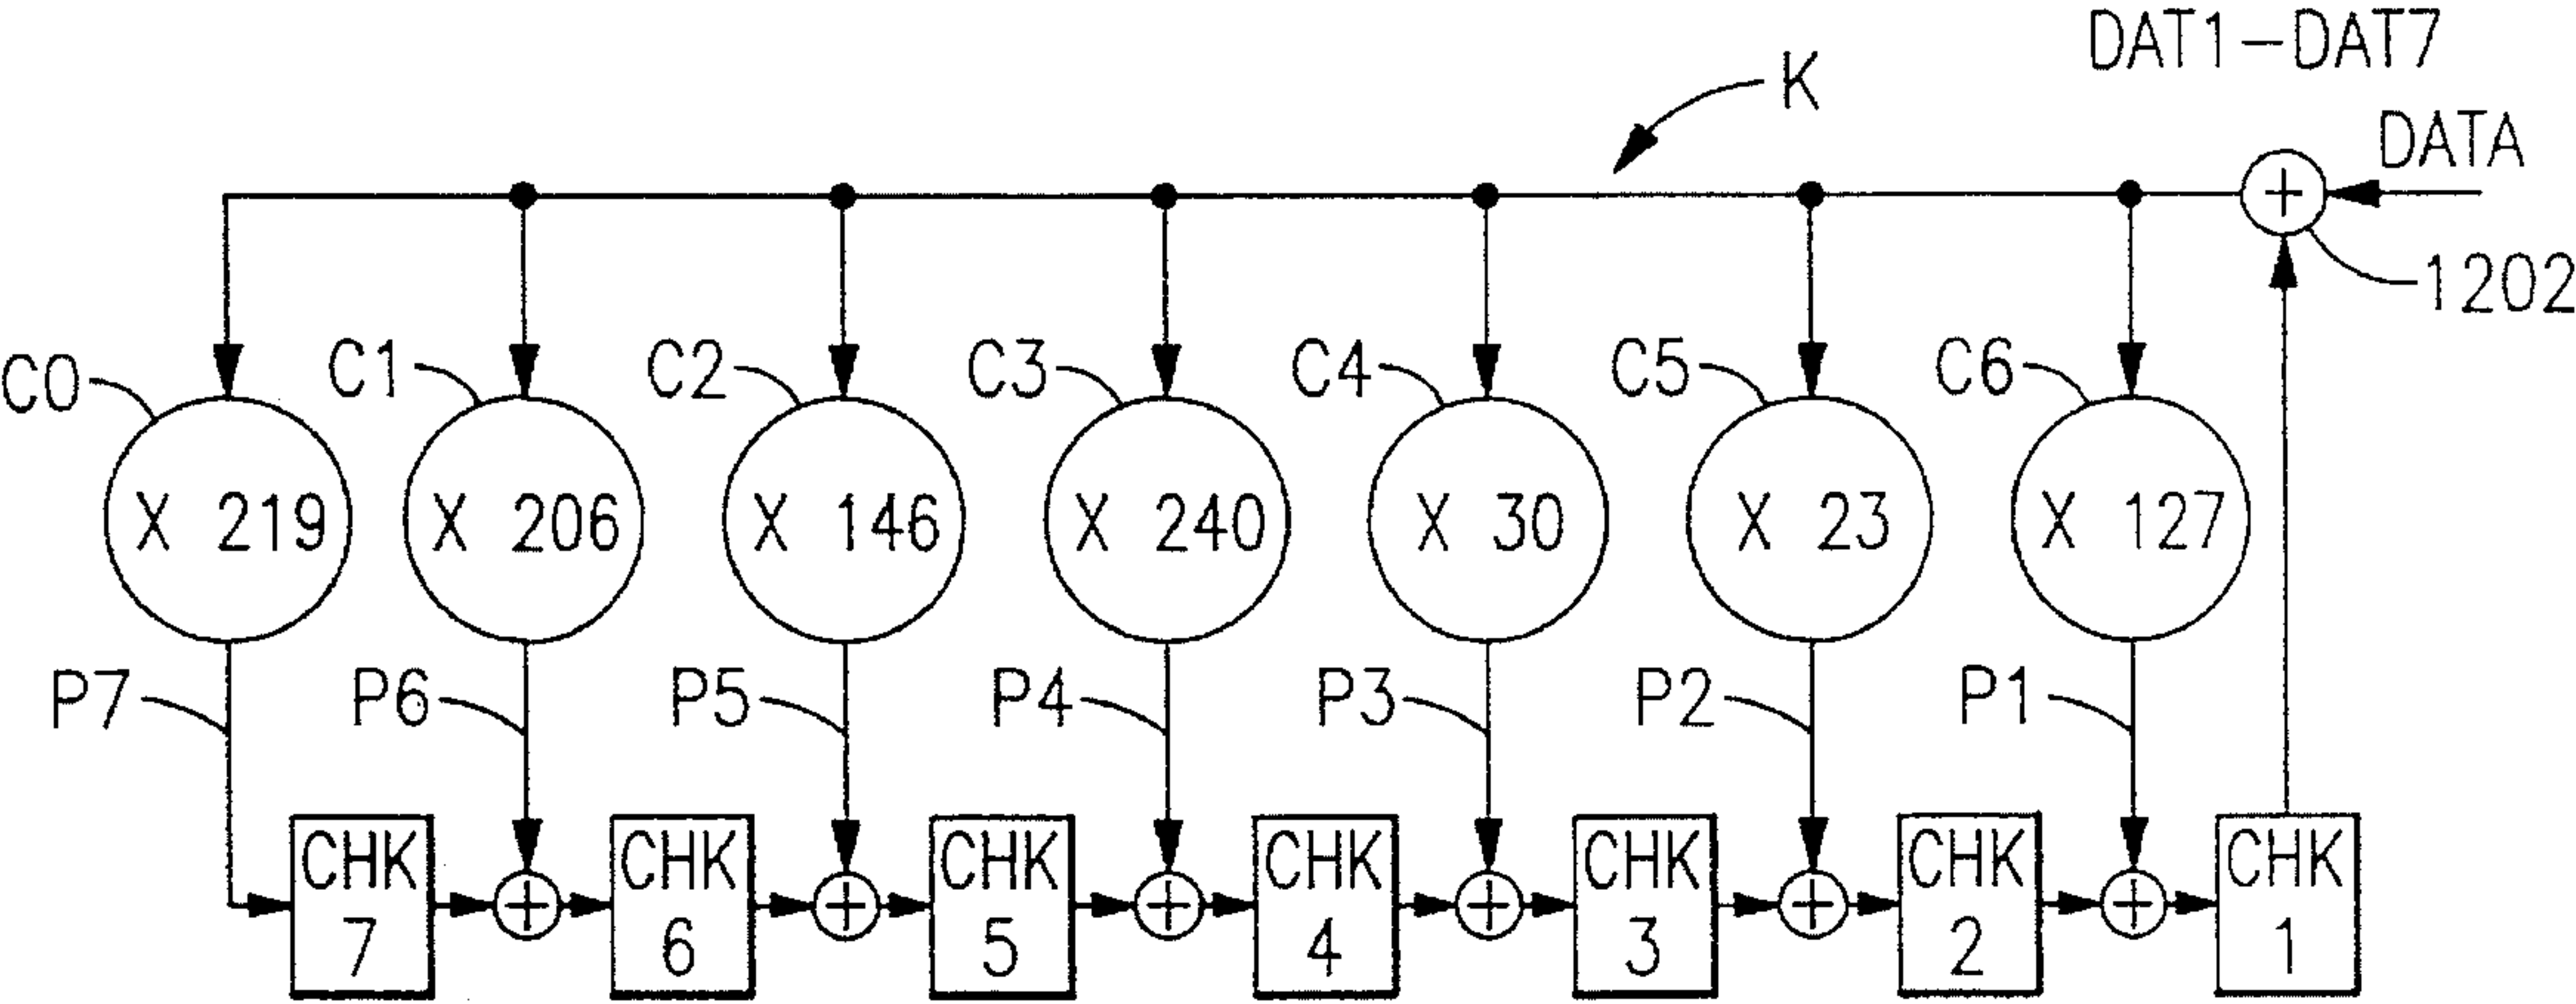 DAT1-DAT7
K
DATA
1202
C0 C1 C2 C3 C4 C5 C6
X 219 X 206 X 146 X 240 X 30 X 23 X 127
P7 P6 P5 P4 P3 P2 P1
CHK CHK CHK CHK CHK CHK CHK
7 6 5 4 3 2 1